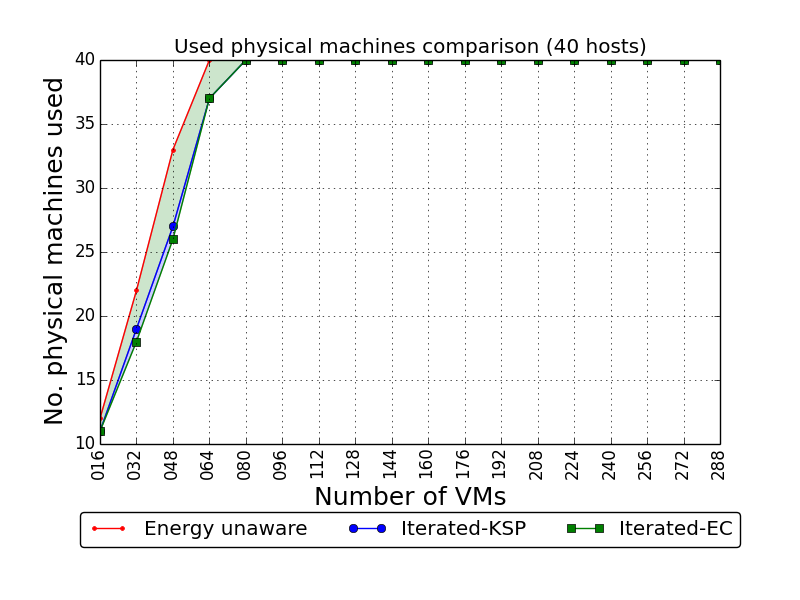 Used physical machines comparison (40 hosts)
No. physical machines used
40
35
30
25
20
15
10
016 032 048 064 080 096 112 128 144 160 176 192 208 224 240 256 272 288
Number of VMs
Energy unaware Iterated-KSP Iterated-EC